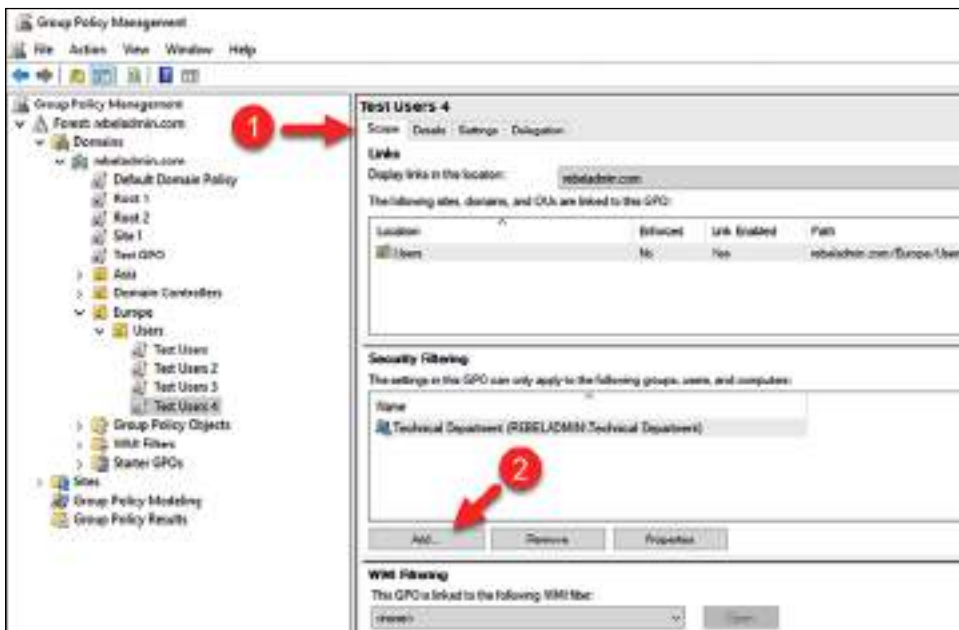 Group Policy Management
File Action View Window Help
Group Policy Management
Forest: rebeladmin.com
Domains
rebeladmin.com
Default Domain Policy
Root 1
Root 2
Site 1
Test GPO
Asia
Domain Controllers
Europe
Users
Test Users
Test Users 2
Test Users 3
Test Users 4
Group Policy Objects
WMI Filters
Starter GPOs
Sites
Group Policy Modeling
Group Policy Results
1
Test Users 4
Scope Details Settings Delegation
Links
Display links in this location: rebeladmin.com
The following sites, domains, and OUs are linked to this GPO:
Location Enforced Link Enabled Path
Users No Yes rebeladmin.com/Europe/User
Security Filtering
The settings in this GPO can only apply to the following groups, users, and computers:
Name
Technical Department (REBELADMIN\Technical Department)
2
Add... Remove Properties
WMI Filtering
This GPO is linked to the following WMI filter:
<none> Open